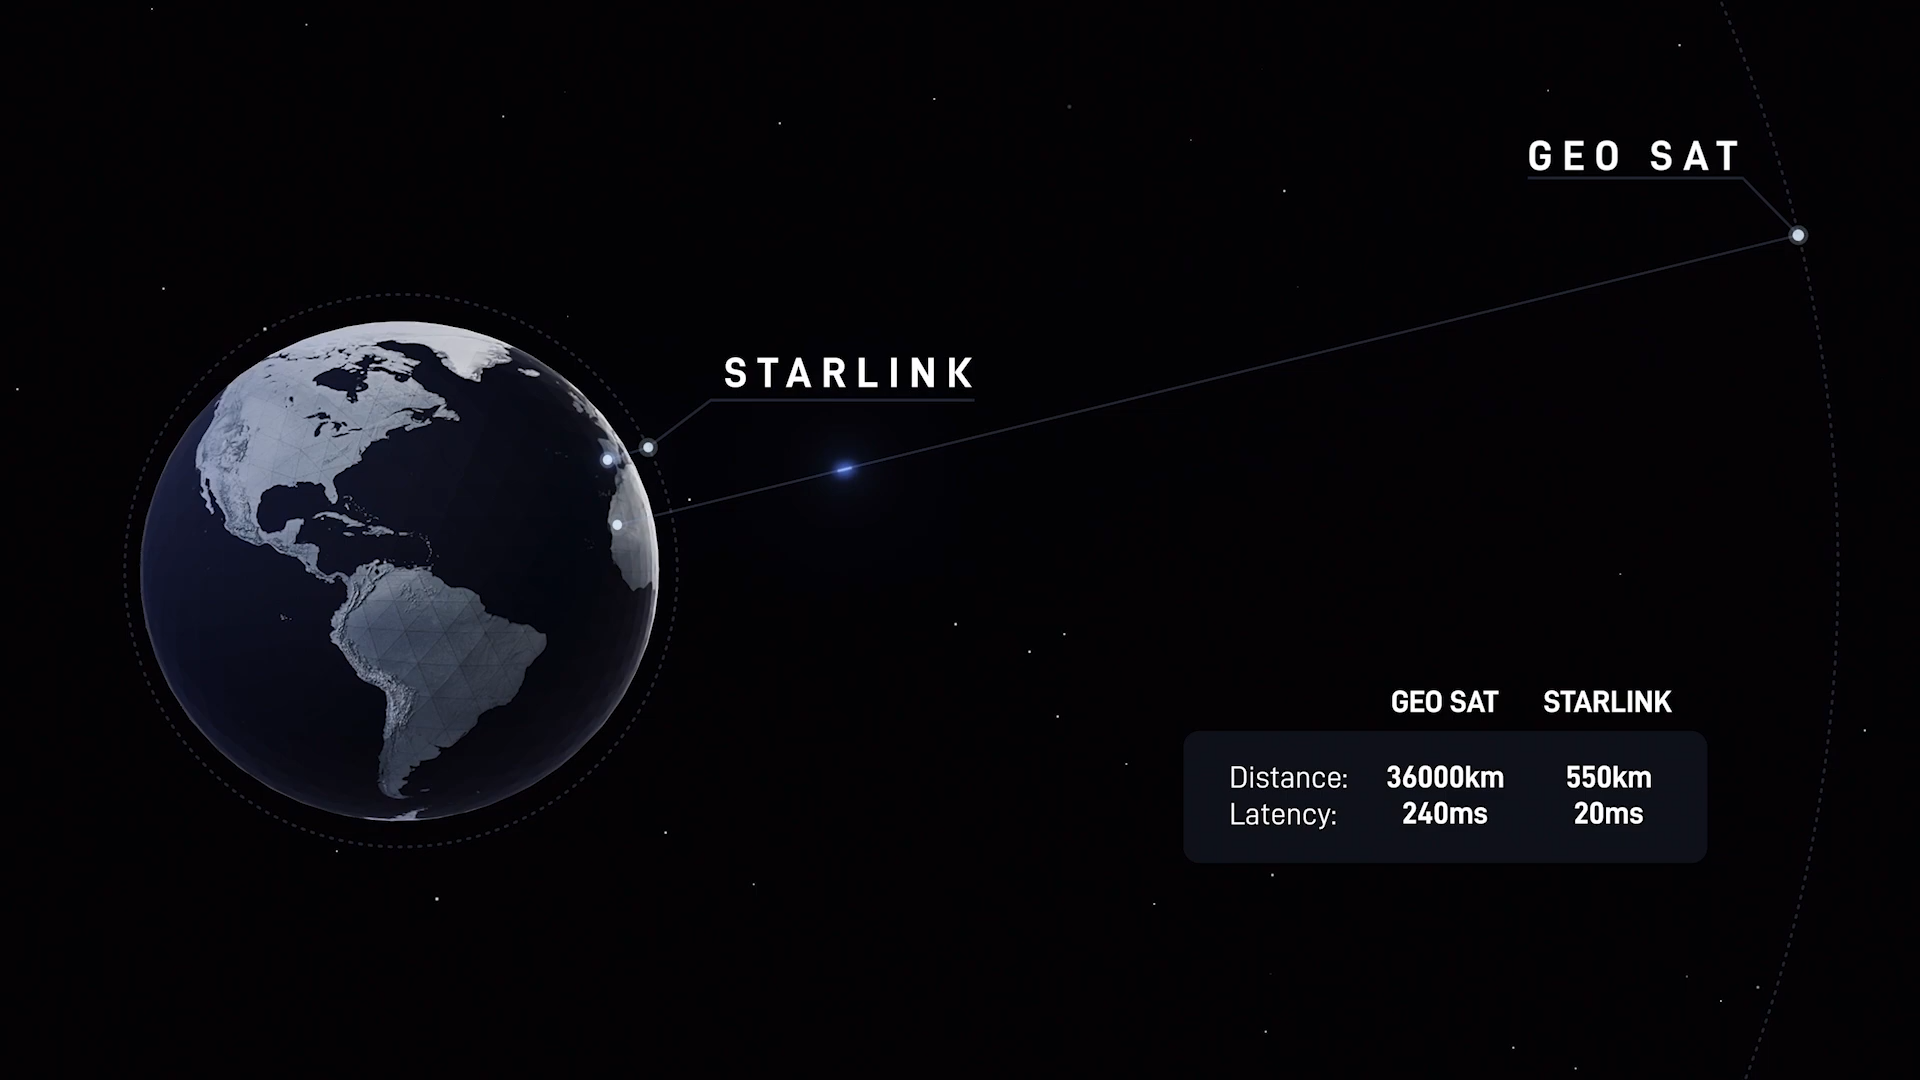 GEO SAT
STARLINK
GEO SAT STARLINK
Distance: 36000km 550km
Latency: 240ms 20ms